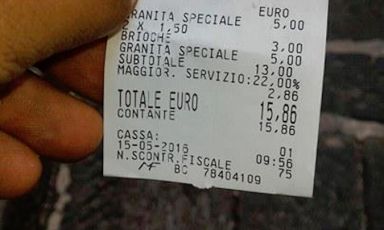 EURO
GRANITA SPECIALE 5,00
2 X 1,50
BRIOCHE 3,00
GRANITA SPECIALE 5,00
SUBTOTALE 13,00
MAGGIOR. SERVIZIO:22,00%
2,86
TOTALE EURO 15,86
CONTANTE 15,86
CASSA: 01
15-05-2016 09:56
N.SCONTR.FISCALE 75
MF BC 78404109